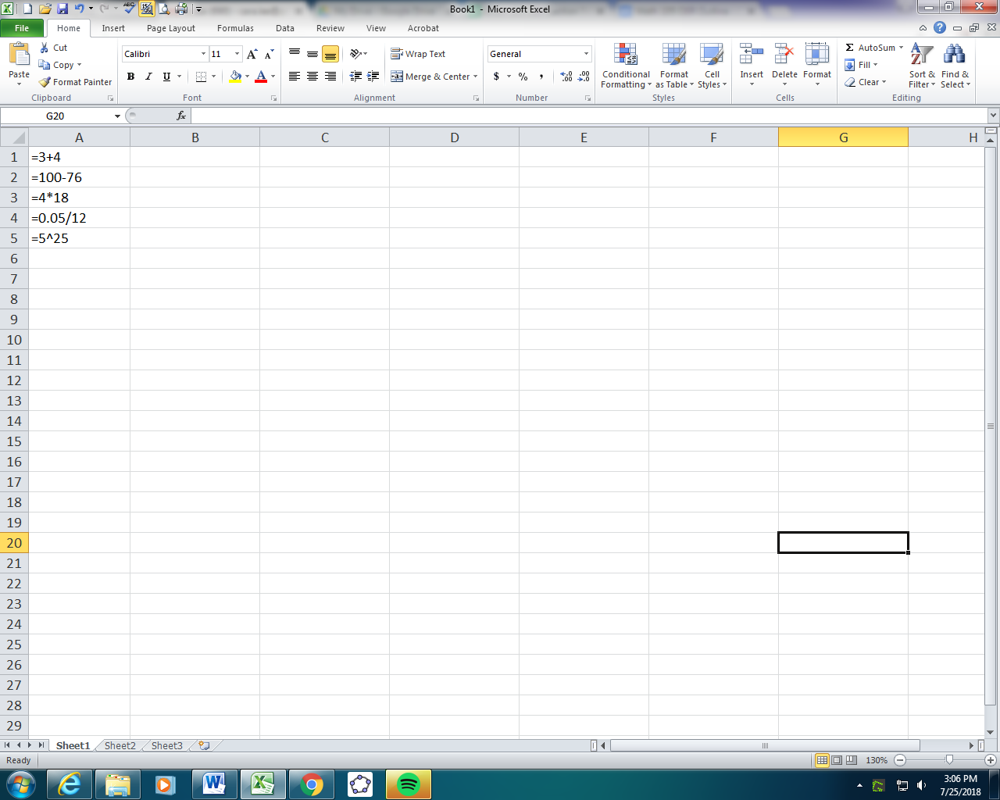 Book1 - Microsoft Excel
File Home Insert Page Layout Formulas Data Review View Acrobat
Paste Cut Copy Format Painter Clipboard
Calibri 11 B I U Font
Wrap Text Merge & Center Alignment
General $ % , .0 .00 .00 .0 Number
Conditional Formatting Format as Table Cell Styles Styles
Insert Delete Format Cells
Σ AutoSum Fill Clear Sort & Filter Find & Select Editing
G20 fx
A B C D E F G H
1 =3+4
2 =100-76
3 =4*18
4 =0.05/12
5 =5^25
6
7
8
9
10
11
12
13
14
15
16
17
18
19
20
21
22
23
24
25
26
27
28
29
Sheet1 Sheet2 Sheet3
Ready 130%
3:06 PM
7/25/2018